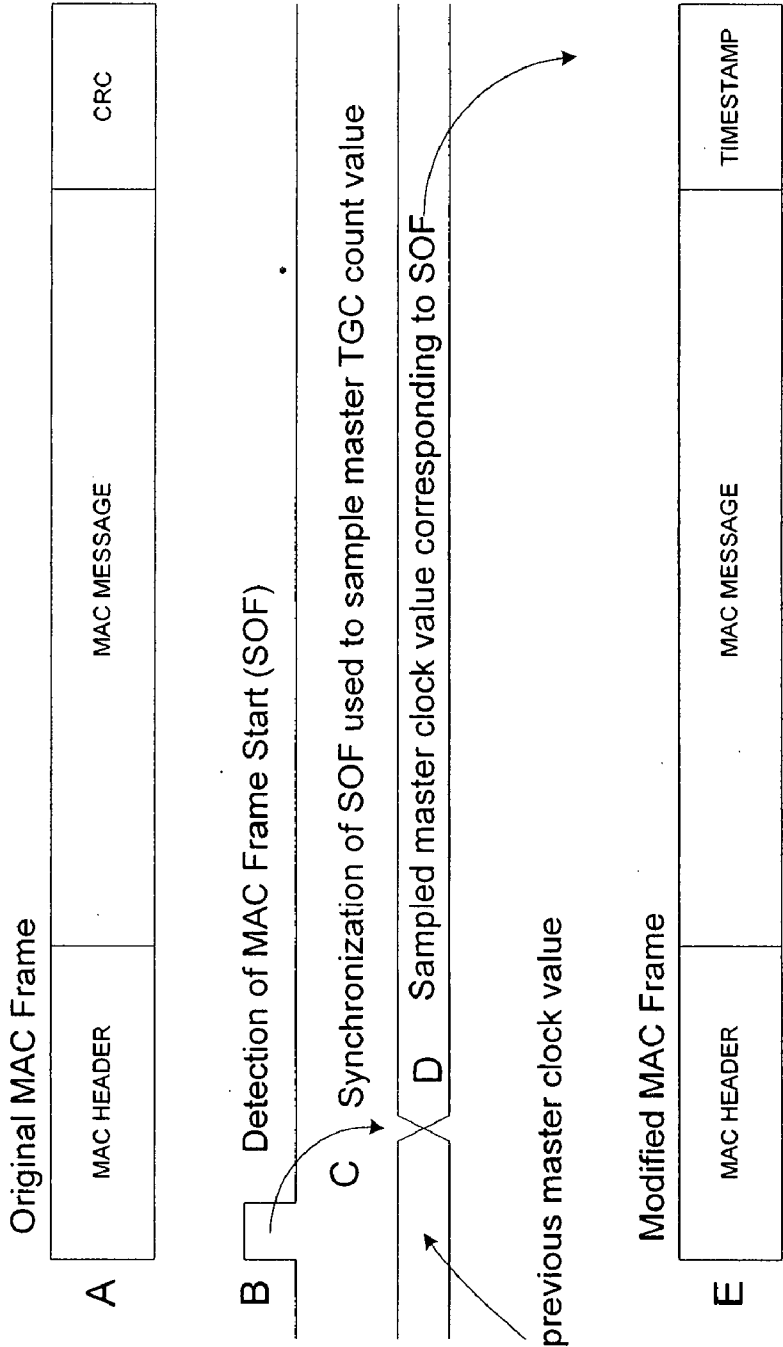 Original MAC Frame
A
MAC HEADER
MAC MESSAGE
CRC
B
Detection of MAC Frame Start (SOF)
C
Synchronization of SOF used to sample master TGC count value
D
Sampled master clock value corresponding to SOF
previous master clock value
Modified MAC Frame
E
MAC HEADER
MAC MESSAGE
TIMESTAMP